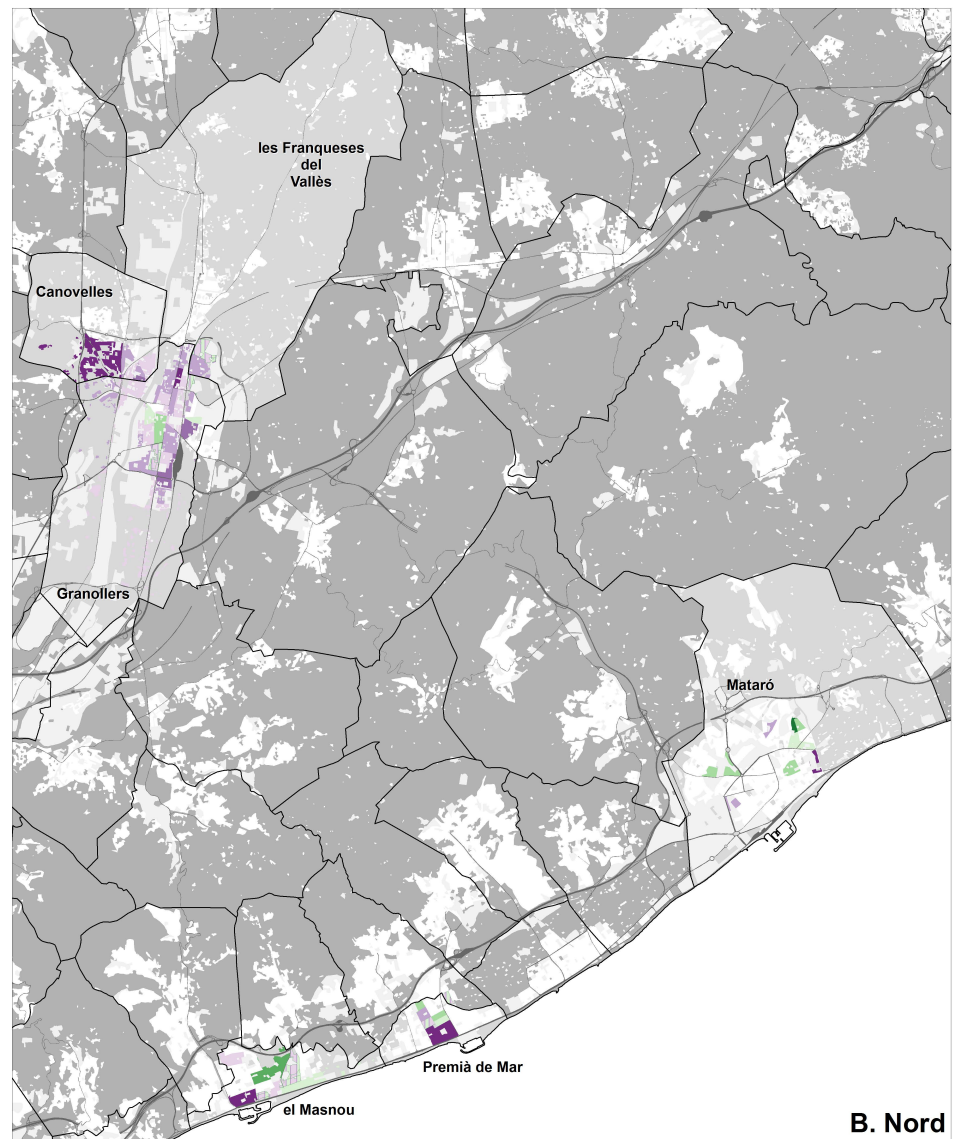 les Franqueses
del
Vallès
Canovelles
Granollers
Mataró
Premià de Mar
el Masnou
B. Nord